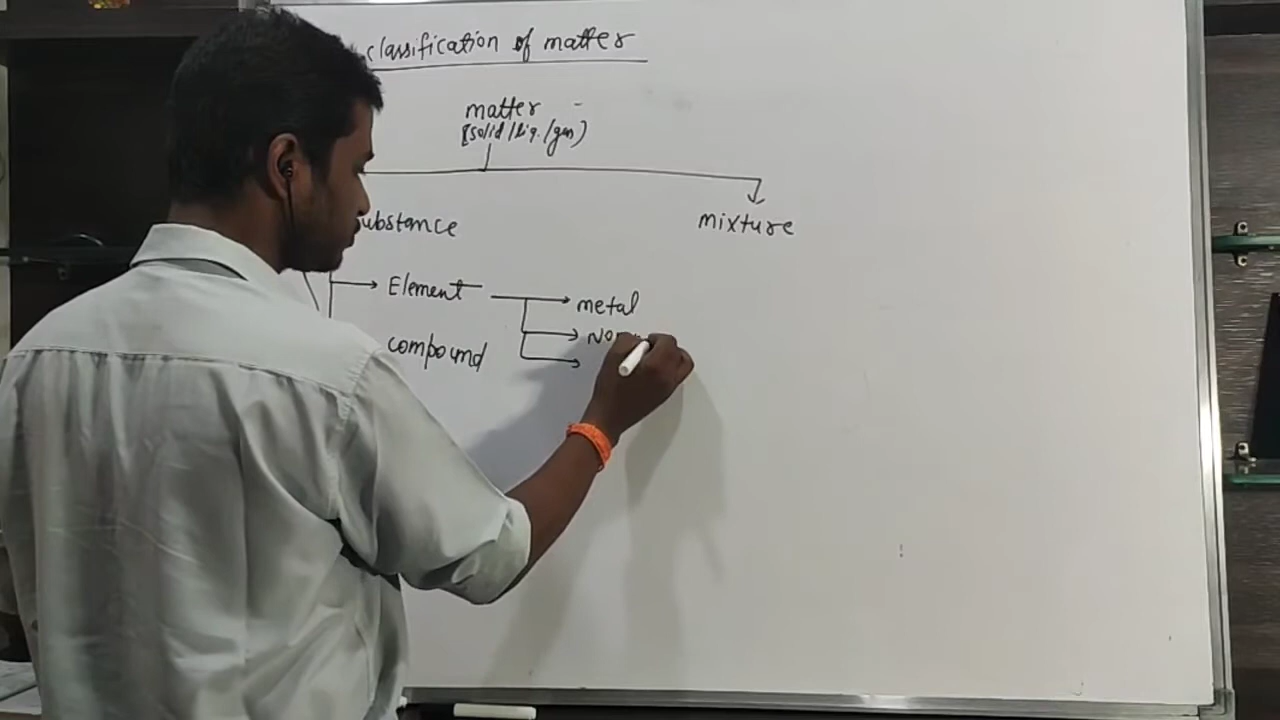 classification of matter
matter
[solid/liq./gas)
ubstance
mixture
Element
metal
compound